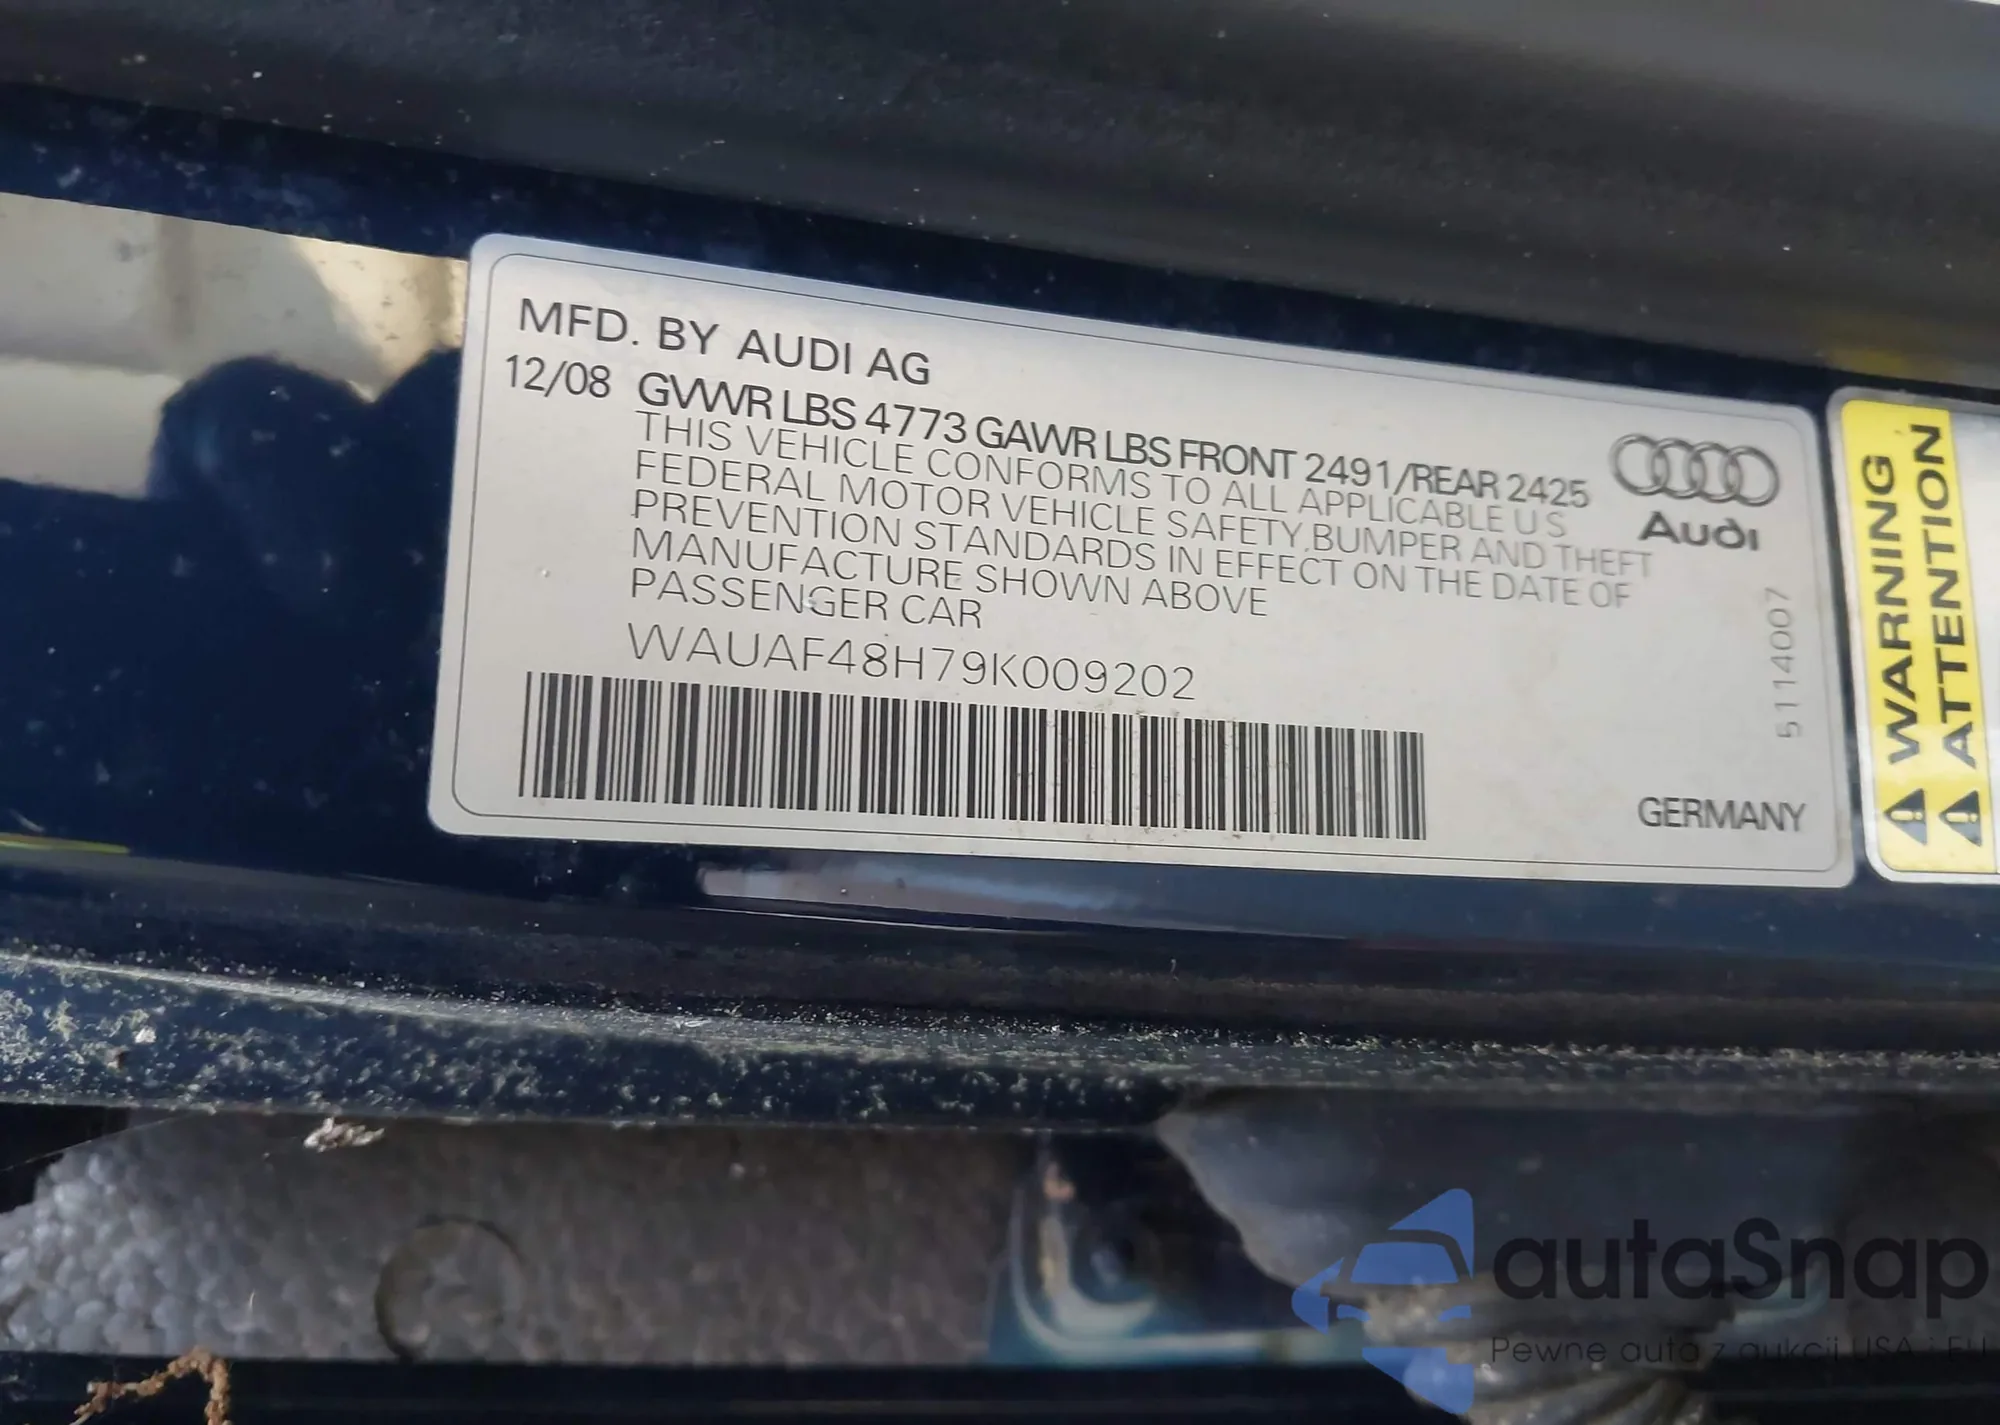 MFD. BY AUDI AG
12/08 GVWR LBS 4773 GAWR LBS FRONT 2491/REAR 2425
THIS VEHICLE CONFORMS TO ALL APPLICABLE U S
FEDERAL MOTOR VEHICLE SAFETY,BUMPER AND THEFT
PREVENTION STANDARDS IN EFFECT ON THE DATE OF
MANUFACTURE SHOWN ABOVE
PASSENGER CAR
WAUAF48H79K009202
Audi
5114007
GERMANY
WARNING
ATTENTION
autaSnap
Pewne auta z aukcji USA i EU